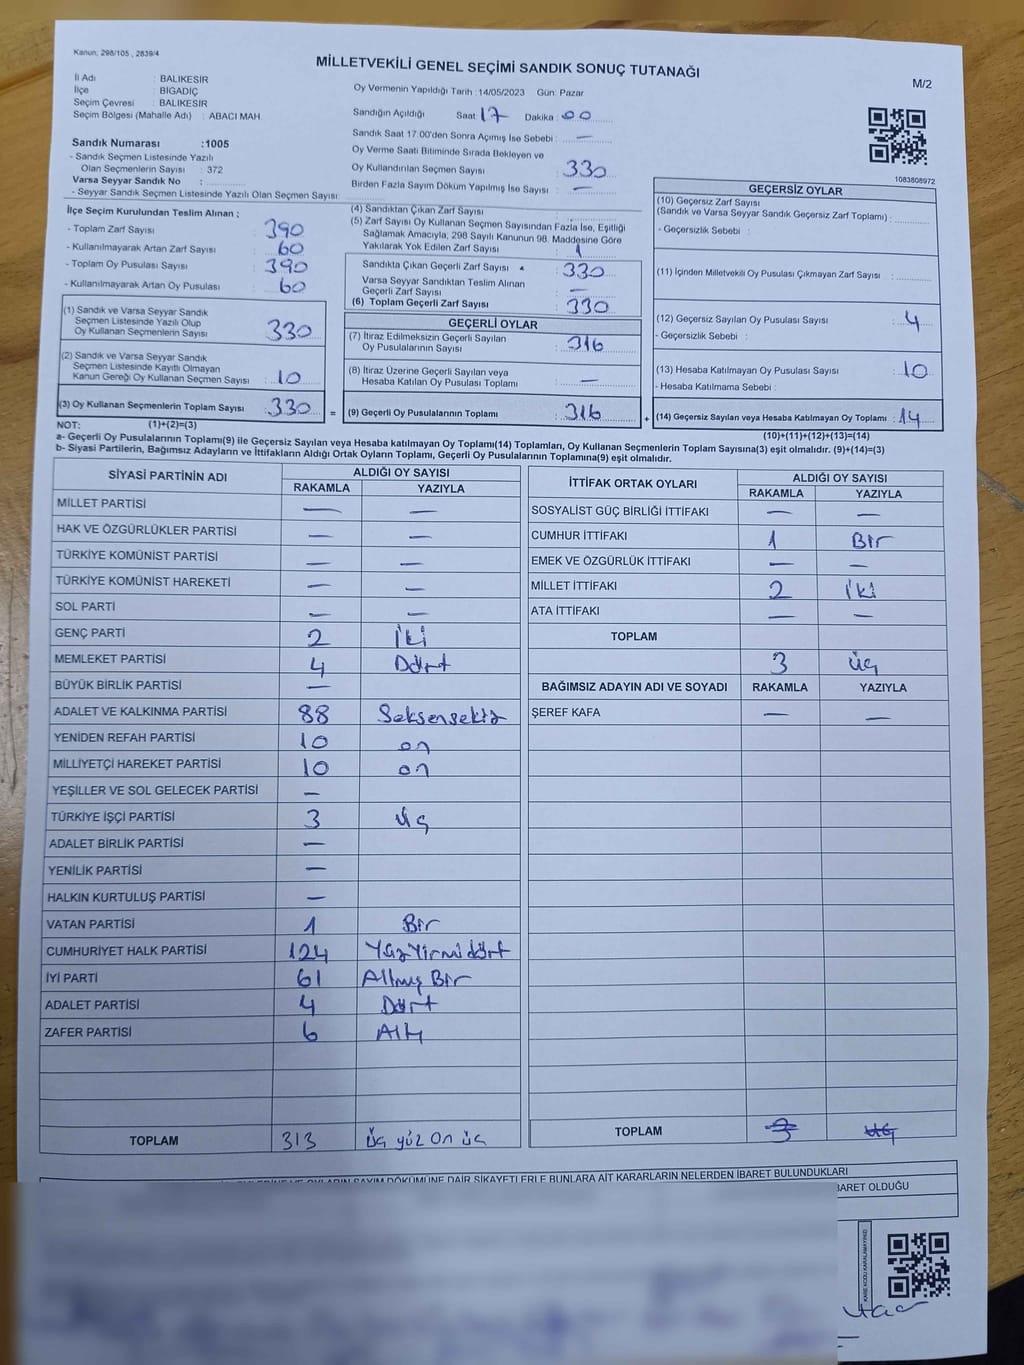 Kanun, 298/105 , 2839/4
MİLLETVEKİLİ GENEL SEÇİMİ SANDIK SONUÇ TUTANAĞI
M/2
İl Adı : BALIKESİR
İlçe : BİGADİÇ
Seçim Çevresi : BALIKESİR
Seçim Bölgesi (Mahalle Adı) : ABACI MAH.
Sandık Numarası :1005
- Sandık Seçmen Listesinde Yazılı
Olan Seçmenlerin Sayısı : 372
Varsa Seyyar Sandık No :
- Seyyar Sandık Seçmen Listesinde Yazılı Olan Seçmen Sayısı:
Oy Vermenin Yapıldığı Tarih :14/05/2023 Gün: Pazar
Sandığın Açıldığı Saat 17 Dakika : 00
Sandık Saat 17:00'den Sonra Açılmış İse Sebebi : —
Oy Verme Saati Bitiminde Sırada Bekleyen ve
Oy Kullandırılan Seçmen Sayısı : 330
Birden Fazla Sayım Döküm Yapılmış İse Sayısı : —
1083808972
İlçe Seçim Kurulundan Teslim Alınan ;
- Toplam Zarf Sayısı : 390
- Kullanılmayarak Artan Zarf Sayısı : 60
- Toplam Oy Pusulası Sayısı : 390
- Kullanılmayarak Artan Oy Pusulası : 60
(1) Sandık ve Varsa Seyyar Sandık
Seçmen Listesinde Yazılı Olup
Oy Kullanan Seçmenlerin Sayısı : 330
(2) Sandık ve Varsa Seyyar Sandık
Seçmen Listesinde Kayıtlı Olmayan
Kanun Gereği Oy Kullanan Seçmen Sayısı : 10
(3) Oy Kullanan Seçmenlerin Toplam Sayısı : 330 =
(4) Sandıktan Çıkan Zarf Sayısı :
(5) Zarf Sayısı Oy Kullanan Seçmen Sayısından Fazla İse, Eşitliği
Sağlamak Amacıyla, 298 Sayılı Kanunun 98. Maddesine Göre
Yakılarak Yok Edilen Zarf Sayısı : 1
Sandıkta Çıkan Geçerli Zarf Sayısı : 330
Varsa Seyyar Sandıktan Teslim Alınan
Geçerli Zarf Sayısı : —
(6) Toplam Geçerli Zarf Sayısı : 330
GEÇERLİ OYLAR
(7) İtiraz Edilmeksizin Geçerli Sayılan
Oy Pusulalarının Sayısı : 316
(8) İtiraz Üzerine Geçerli Sayılan veya
Hesaba Katılan Oy Pusulası Toplamı : —
(9) Geçerli Oy Pusulalarının Toplamı : 316 +
GEÇERSİZ OYLAR
(10) Geçersiz Zarf Sayısı
(Sandık ve Varsa Seyyar Sandık Geçersiz Zarf Toplamı) :
- Geçersizlik Sebebi :
(11) İçinden Milletvekili Oy Pusulası Çıkmayan Zarf Sayısı :
(12) Geçersiz Sayılan Oy Pusulası Sayısı : 4
- Geçersizlik Sebebi :
(13) Hesaba Katılmayan Oy Pusulası Sayısı : 10
- Hesaba Katılmama Sebebi :
(14) Geçersiz Sayılan veya Hesaba Katılmayan Oy Toplamı : 14
NOT: (1)+(2)=(3) (10)+(11)+(12)+(13)=(14)
a- Geçerli Oy Pusulalarının Toplamı(9) ile Geçersiz Sayılan veya Hesaba katılmayan Oy Toplamı(14) Toplamları, Oy Kullanan Seçmenlerin Toplam Sayısına(3) eşit olmalıdır. (9)+(14)=(3)
b- Siyasi Partilerin, Bağımsız Adayların ve İttifakların Aldığı Ortak Oyların Toplamı, Geçerli Oy Pusulalarının Toplamına(9) eşit olmalıdır.
SİYASİ PARTİNİN ADI ALDIĞI OY SAYISI
RAKAMLA YAZIYLA
MİLLET PARTİSİ — —
HAK VE ÖZGÜRLÜKLER PARTİSİ — —
TÜRKİYE KOMÜNİST PARTİSİ — —
TÜRKİYE KOMÜNİST HAREKETİ — —
SOL PARTİ — —
GENÇ PARTİ 2 İki
MEMLEKET PARTİSİ 4 Dört
BÜYÜK BİRLİK PARTİSİ —
ADALET VE KALKINMA PARTİSİ 88 Seksensekiz
YENİDEN REFAH PARTİSİ 10 on
MİLLİYETÇİ HAREKET PARTİSİ 10 on
YEŞİLLER VE SOL GELECEK PARTİSİ —
TÜRKİYE İŞÇİ PARTİSİ 3 üç
ADALET BİRLİK PARTİSİ —
YENİLİK PARTİSİ —
HALKIN KURTULUŞ PARTİSİ —
VATAN PARTİSİ 1 Bir
CUMHURİYET HALK PARTİSİ 124 Yüzyirmidört
İYİ PARTİ 61 Altmış Bir
ADALET PARTİSİ 4 Dört
ZAFER PARTİSİ 6 Altı
TOPLAM 313 üç yüz on üç
İTTİFAK ORTAK OYLARI ALDIĞI OY SAYISI
RAKAMLA YAZIYLA
SOSYALİST GÜÇ BİRLİĞİ İTTİFAKI — —
CUMHUR İTTİFAKI 1 Bir
EMEK VE ÖZGÜRLÜK İTTİFAKI — —
MİLLET İTTİFAKI 2 İki
ATA İTTİFAKI — —
TOPLAM
3 üç
BAĞIMSIZ ADAYIN ADI VE SOYADI RAKAMLA YAZIYLA
ŞEREF KAFA — —
TOPLAM 3 üç
SAYIM DÖKÜMÜNE DAİR ŞİKAYETLERLE BUNLARA AİT KARARLARIN NELERDEN İBARET BULUNDUKLARI
BARET OLDUĞU
KARE KODU KARALAMAYINIZ!